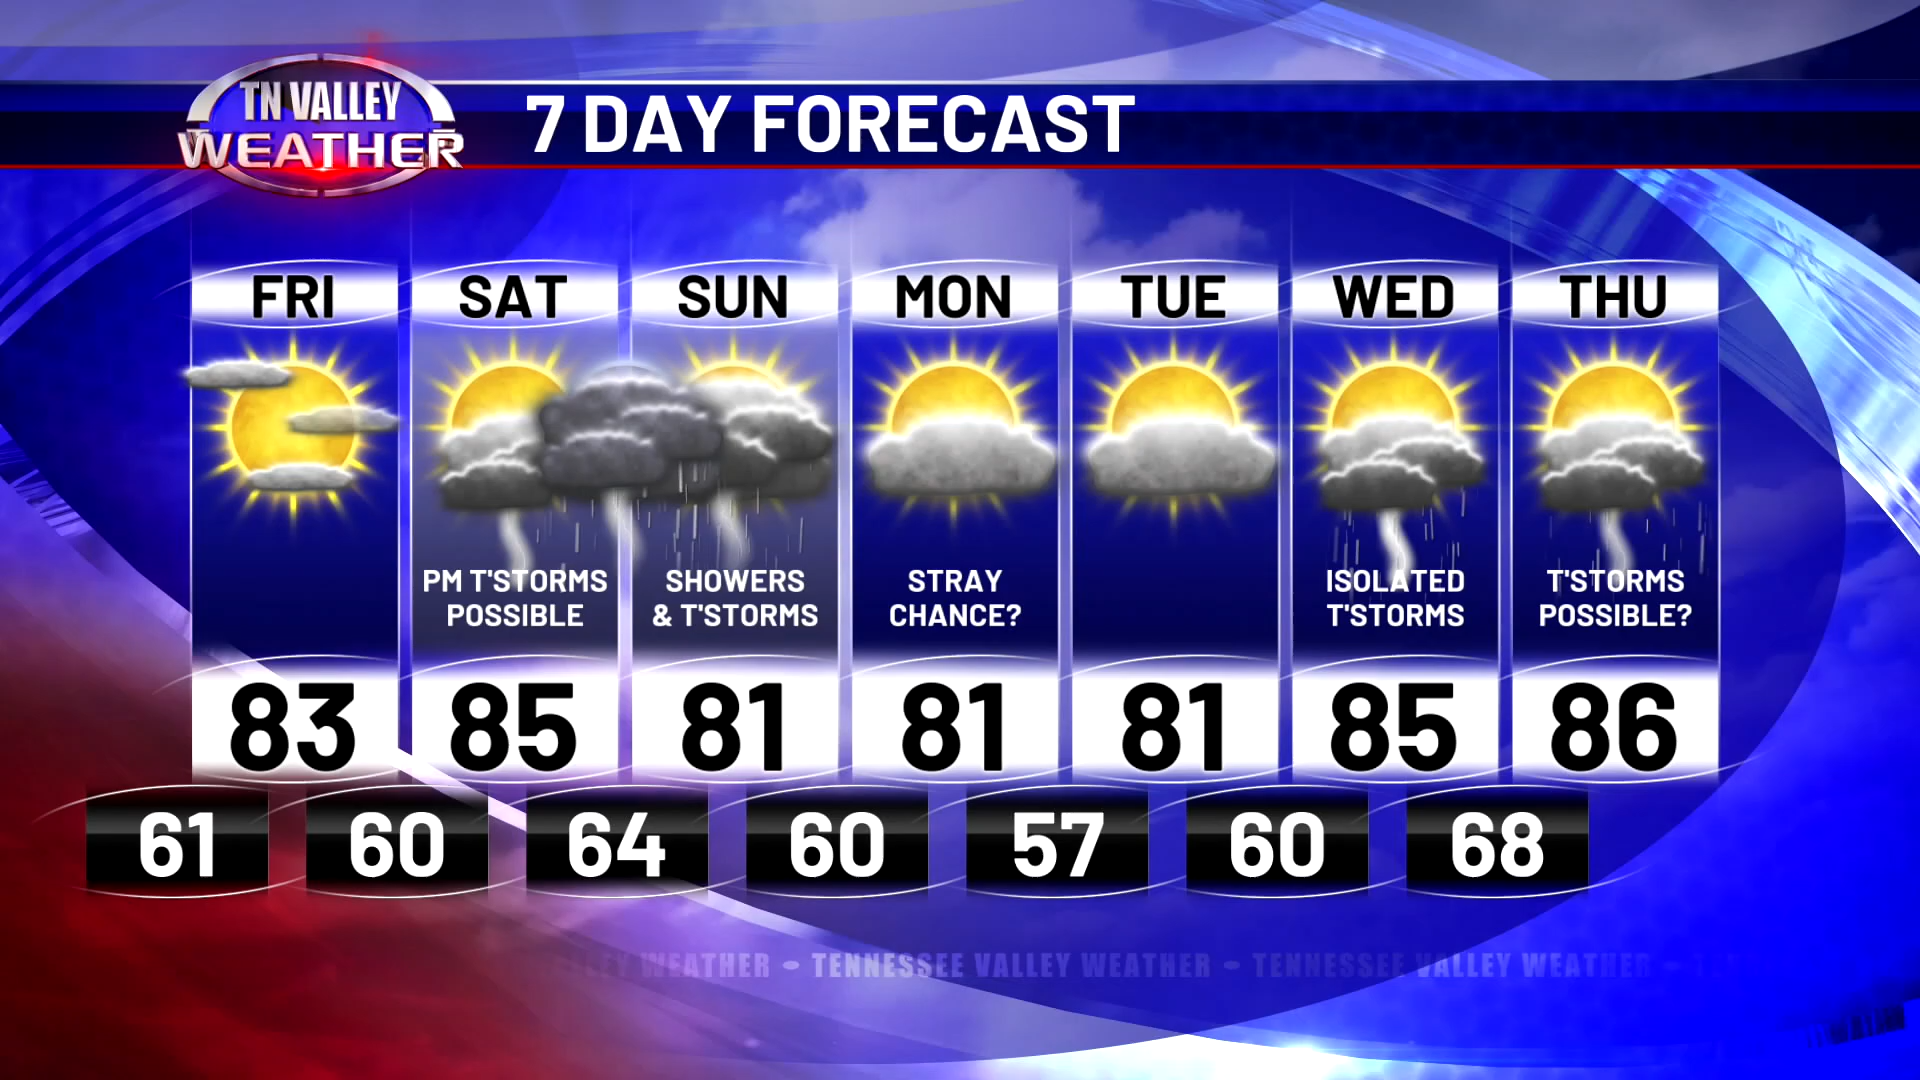 TN VALLEY
WEATHER
7 DAY FORECAST
FRI
SAT
SUN
MON
TUE
WED
THU
PM T'STORMS
POSSIBLE
SHOWERS
& T'STORMS
STRAY
CHANCE?
ISOLATED
T'STORMS
T'STORMS
POSSIBLE?
83
85
81
81
81
85
86
61
60
64
60
57
60
68
WEATHER - TENNESSEE VALLEY WEATHER - TENNESSEE VALLEY WEATHER -